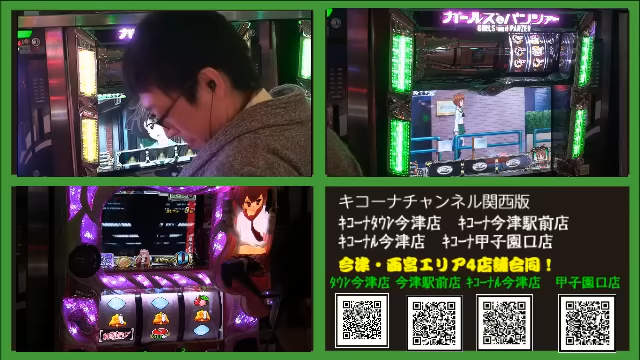 ガールズ&パンツァー
GIRLS und PANZER
キコーナチャンネル関西版
ｷｺｰﾅﾀｳﾝ今津店 ｷｺｰﾅ今津駅前店
ｷｺｰﾅﾙ今津店 ｷｺｰﾅ甲子園口店
今津・西宮エリア4店舗合同！
ﾀｳﾝ今津店 今津駅前店 ｷｺｰﾅﾙ今津店 甲子園口店